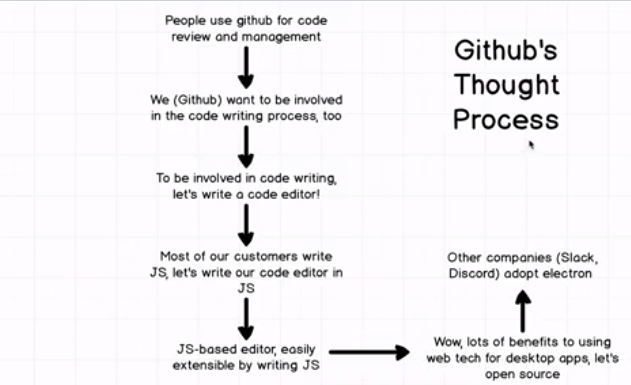 People use github for code
review and management
Github's
Thought
Process
We (Github) want to be involved
in the code writing process, too
To be involved in code writing,
let's write a code editor!
Most of our customers write
JS, let's write our code editor in
JS
JS-based editor, easily
extensible by writing JS
Wow, lots of benefits to using
web tech for desktop apps, let's
open source
Other companies (Slack,
Discord) adopt electron